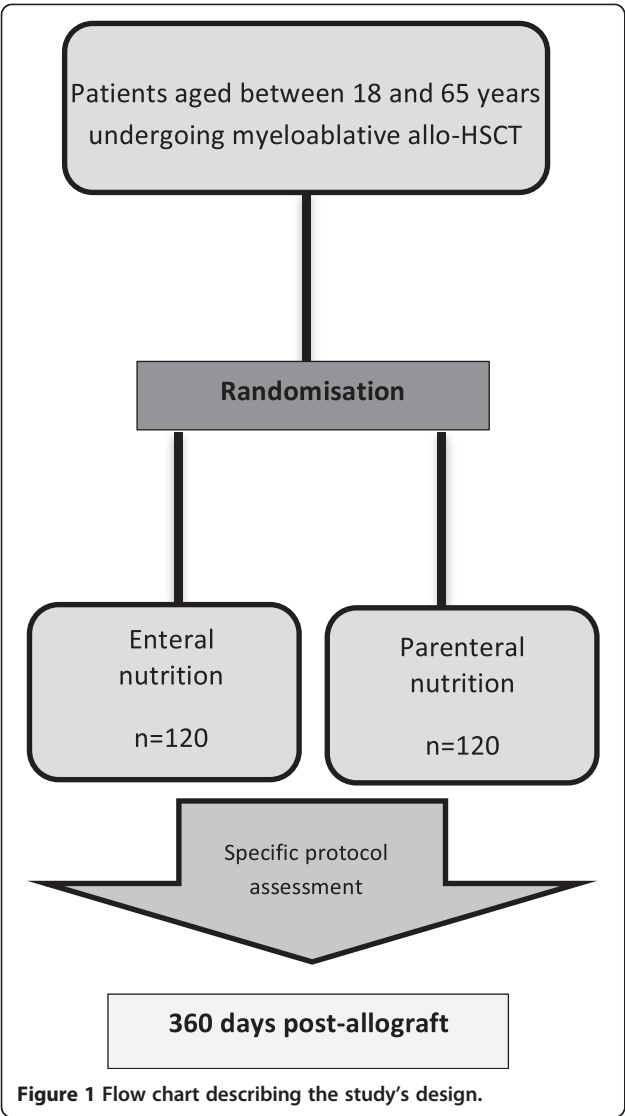 Patients aged between 18 and 65 years
undergoing myeloablative allo-HSCT
Randomisation
Enteral
nutrition
n=120
Parenteral
nutrition
n=120
Specific protocol
assessment
360 days post-allograft
Figure 1 Flow chart describing the study's design.